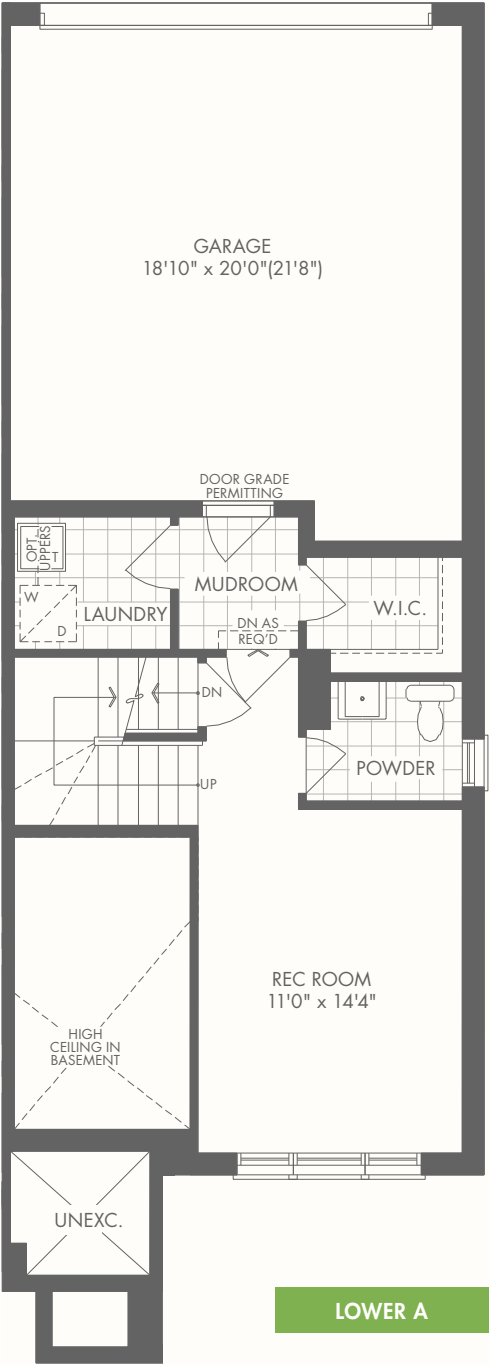 GARAGE
18'10" x 20'0"(21'8")
DOOR GRADE
PERMITTING
OPT.
UPPERS
T
W
D
LAUNDRY
MUDROOM
W.I.C.
DN AS
REQ'D
DN
UP
POWDER
REC ROOM
11'0" x 14'4"
HIGH
CEILING IN
BASEMENT
UNEXC.
LOWER A